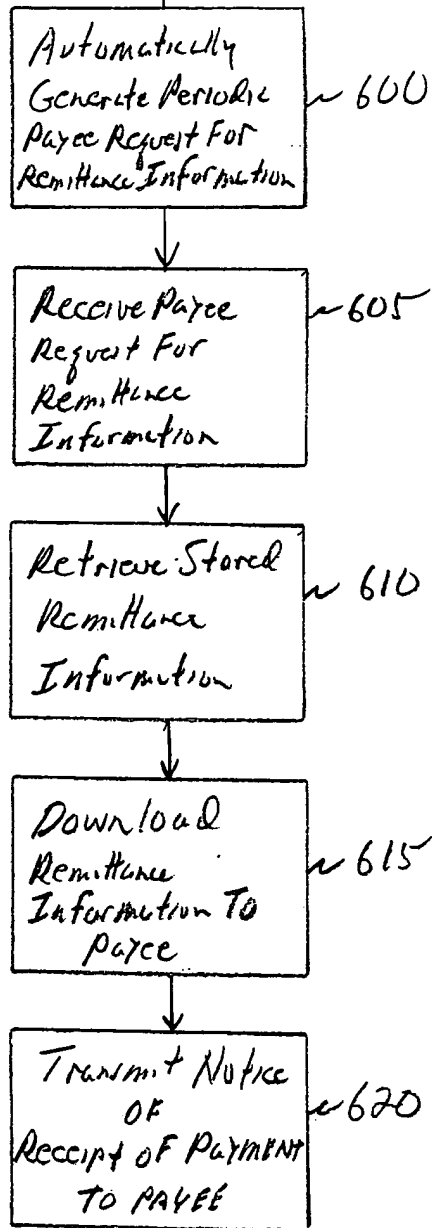 Automatically
Generate Periodic
Payee Request For
Remittance Information
600
Receive Payee
Request For
Remittance
Information
605
Retrieve Stored
Remittance
Information
610
Download
Remittance
Information To
Payee
615
Transmit Notice
OF
Receipt OF PAYMENT
TO PAYEE
620